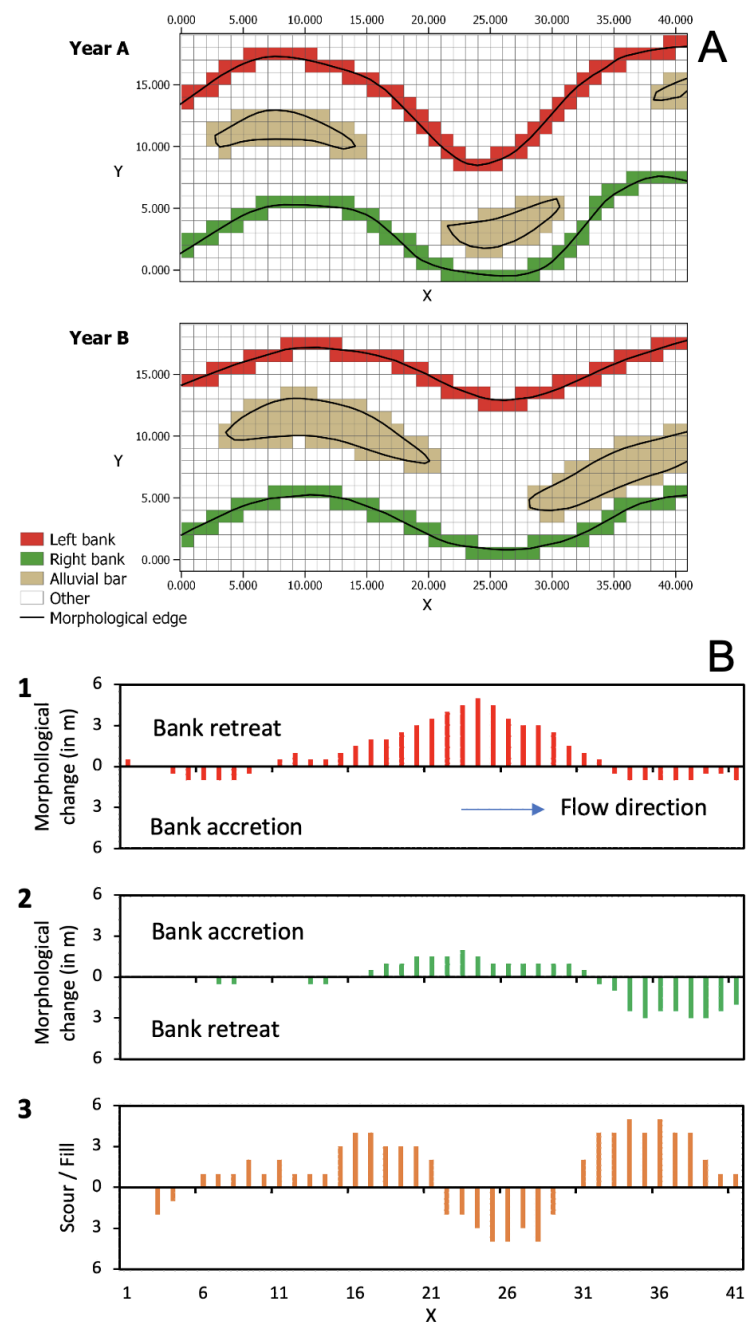 0.000 5.000 10.000 15.000 20.000 25.000 30.000 35.000 40.000
Year A
A
15.000
10.000
Y
5.000
0.000
X
Year B
15.000
10.000
Y
5.000
0.000
Left bank
Right bank
Alluvial bar
Other
Morphological edge
0.000 5.000 10.000 15.000 20.000 25.000 30.000 35.000 40.000
X
B
1
Morphollogical
change (in m)
6
3
0
3
6
Bank retreat
Flow direction
Bank accretion
2
Morphological
change (in m)
6
3
0
3
6
Bank accretion
Bank retreat
3
Scour / Fill
6
3
0
3
6
1 6 11 16 21 26 31 36 41
X